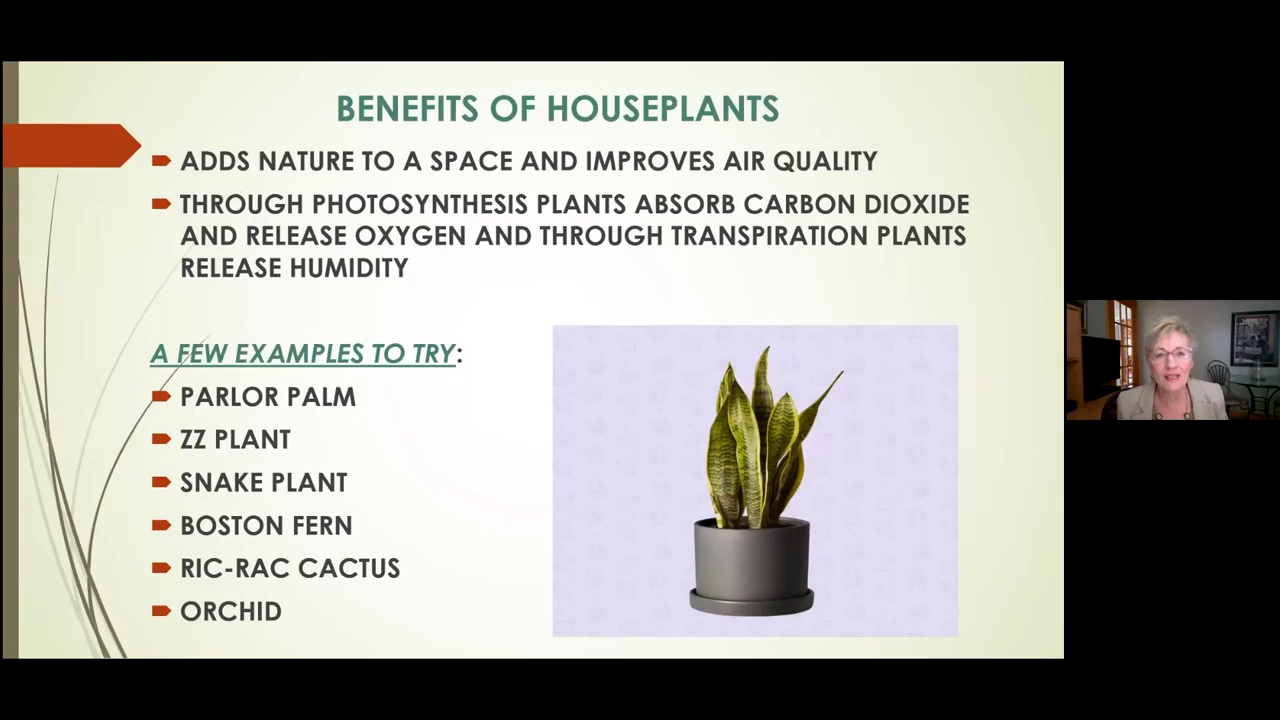 BENEFITS OF HOUSEPLANTS
ADDS NATURE TO A SPACE AND IMPROVES AIR QUALITY
THROUGH PHOTOSYNTHESIS PLANTS ABSORB CARBON DIOXIDE
AND RELEASE OXYGEN AND THROUGH TRANSPIRATION PLANTS
RELEASE HUMIDITY
A FEW EXAMPLES TO TRY:
PARLOR PALM
ZZ PLANT
SNAKE PLANT
BOSTON FERN
RIC-RAC CACTUS
ORCHID